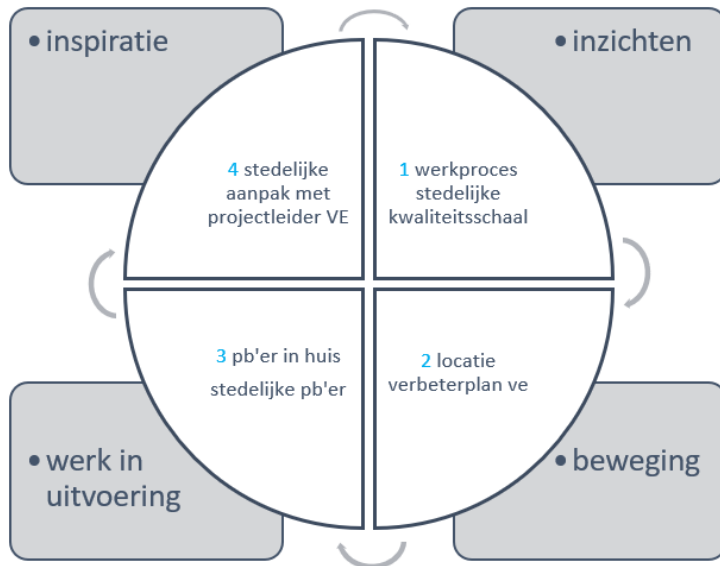 • inspiratie
• inzichten
4 stedelijke
aanpak met
projectleider VE
1 werkproces
stedelijke
kwaliteitsschaal
3 pb'er in huis
stedelijke pb'er
2 locatie
verbeterplan ve
• werk in
uitvoering
• beweging